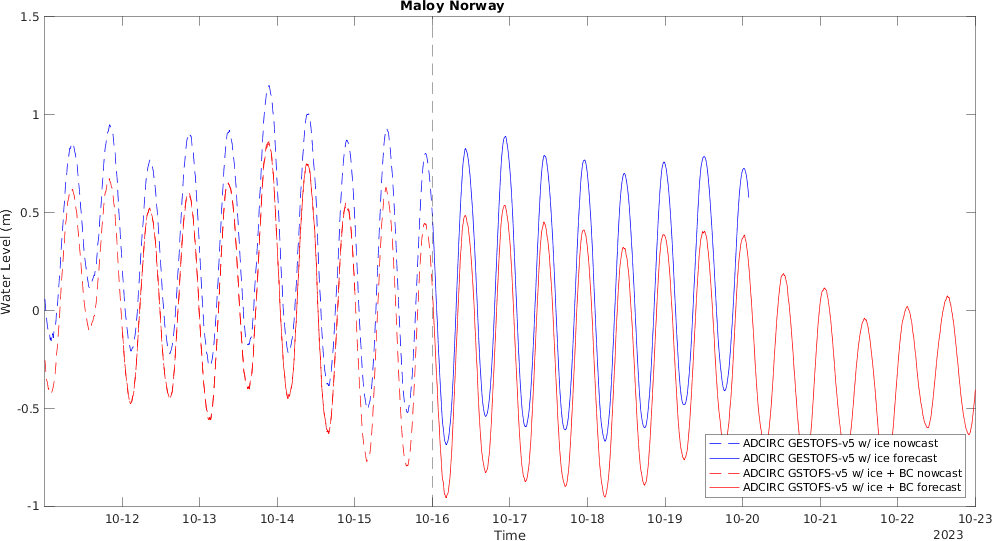 Maloy Norway
1.5
1
0.5
0
-0.5
-1
Water Level (m)
ADCIRC GESTOFS-v5 w/ ice nowcast
ADCIRC GESTOFS-v5 w/ ice forecast
ADCIRC GSTOFS-v5 w/ ice + BC nowcast
ADCIRC GSTOFS-v5 w/ ice + BC forecast
10-12 10-13 10-14 10-15 10-16 10-17 10-18 10-19 10-20 10-21 10-22 10-23
Time
2023